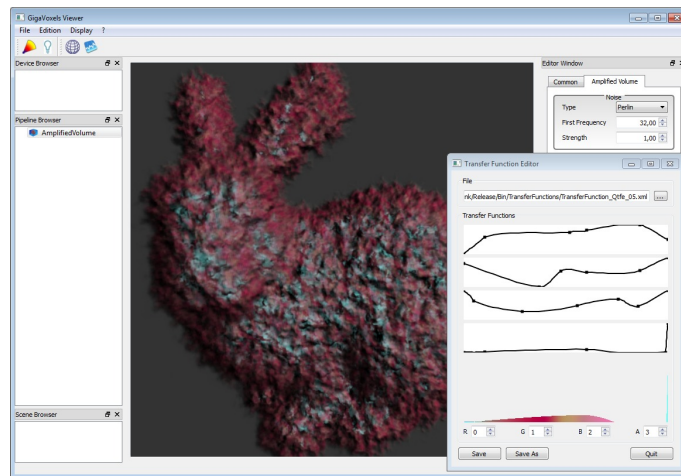 GigaVoxels Viewer
File Edition Display ?
Device Browser
Pipeline Browser
AmplifiedVolume
Scene Browser
Editor Window
Common Amplified Volume
Noise
Type Perlin
First Frequency 32,00
Strength 1,00
Transfer Function Editor
File
nk/Release/Bin/TransferFunctions/TransferFunction_Qtfe_05.xml ...
Transfer Functions
R 0 G 1 B 2 A 3
Save Save As Quit